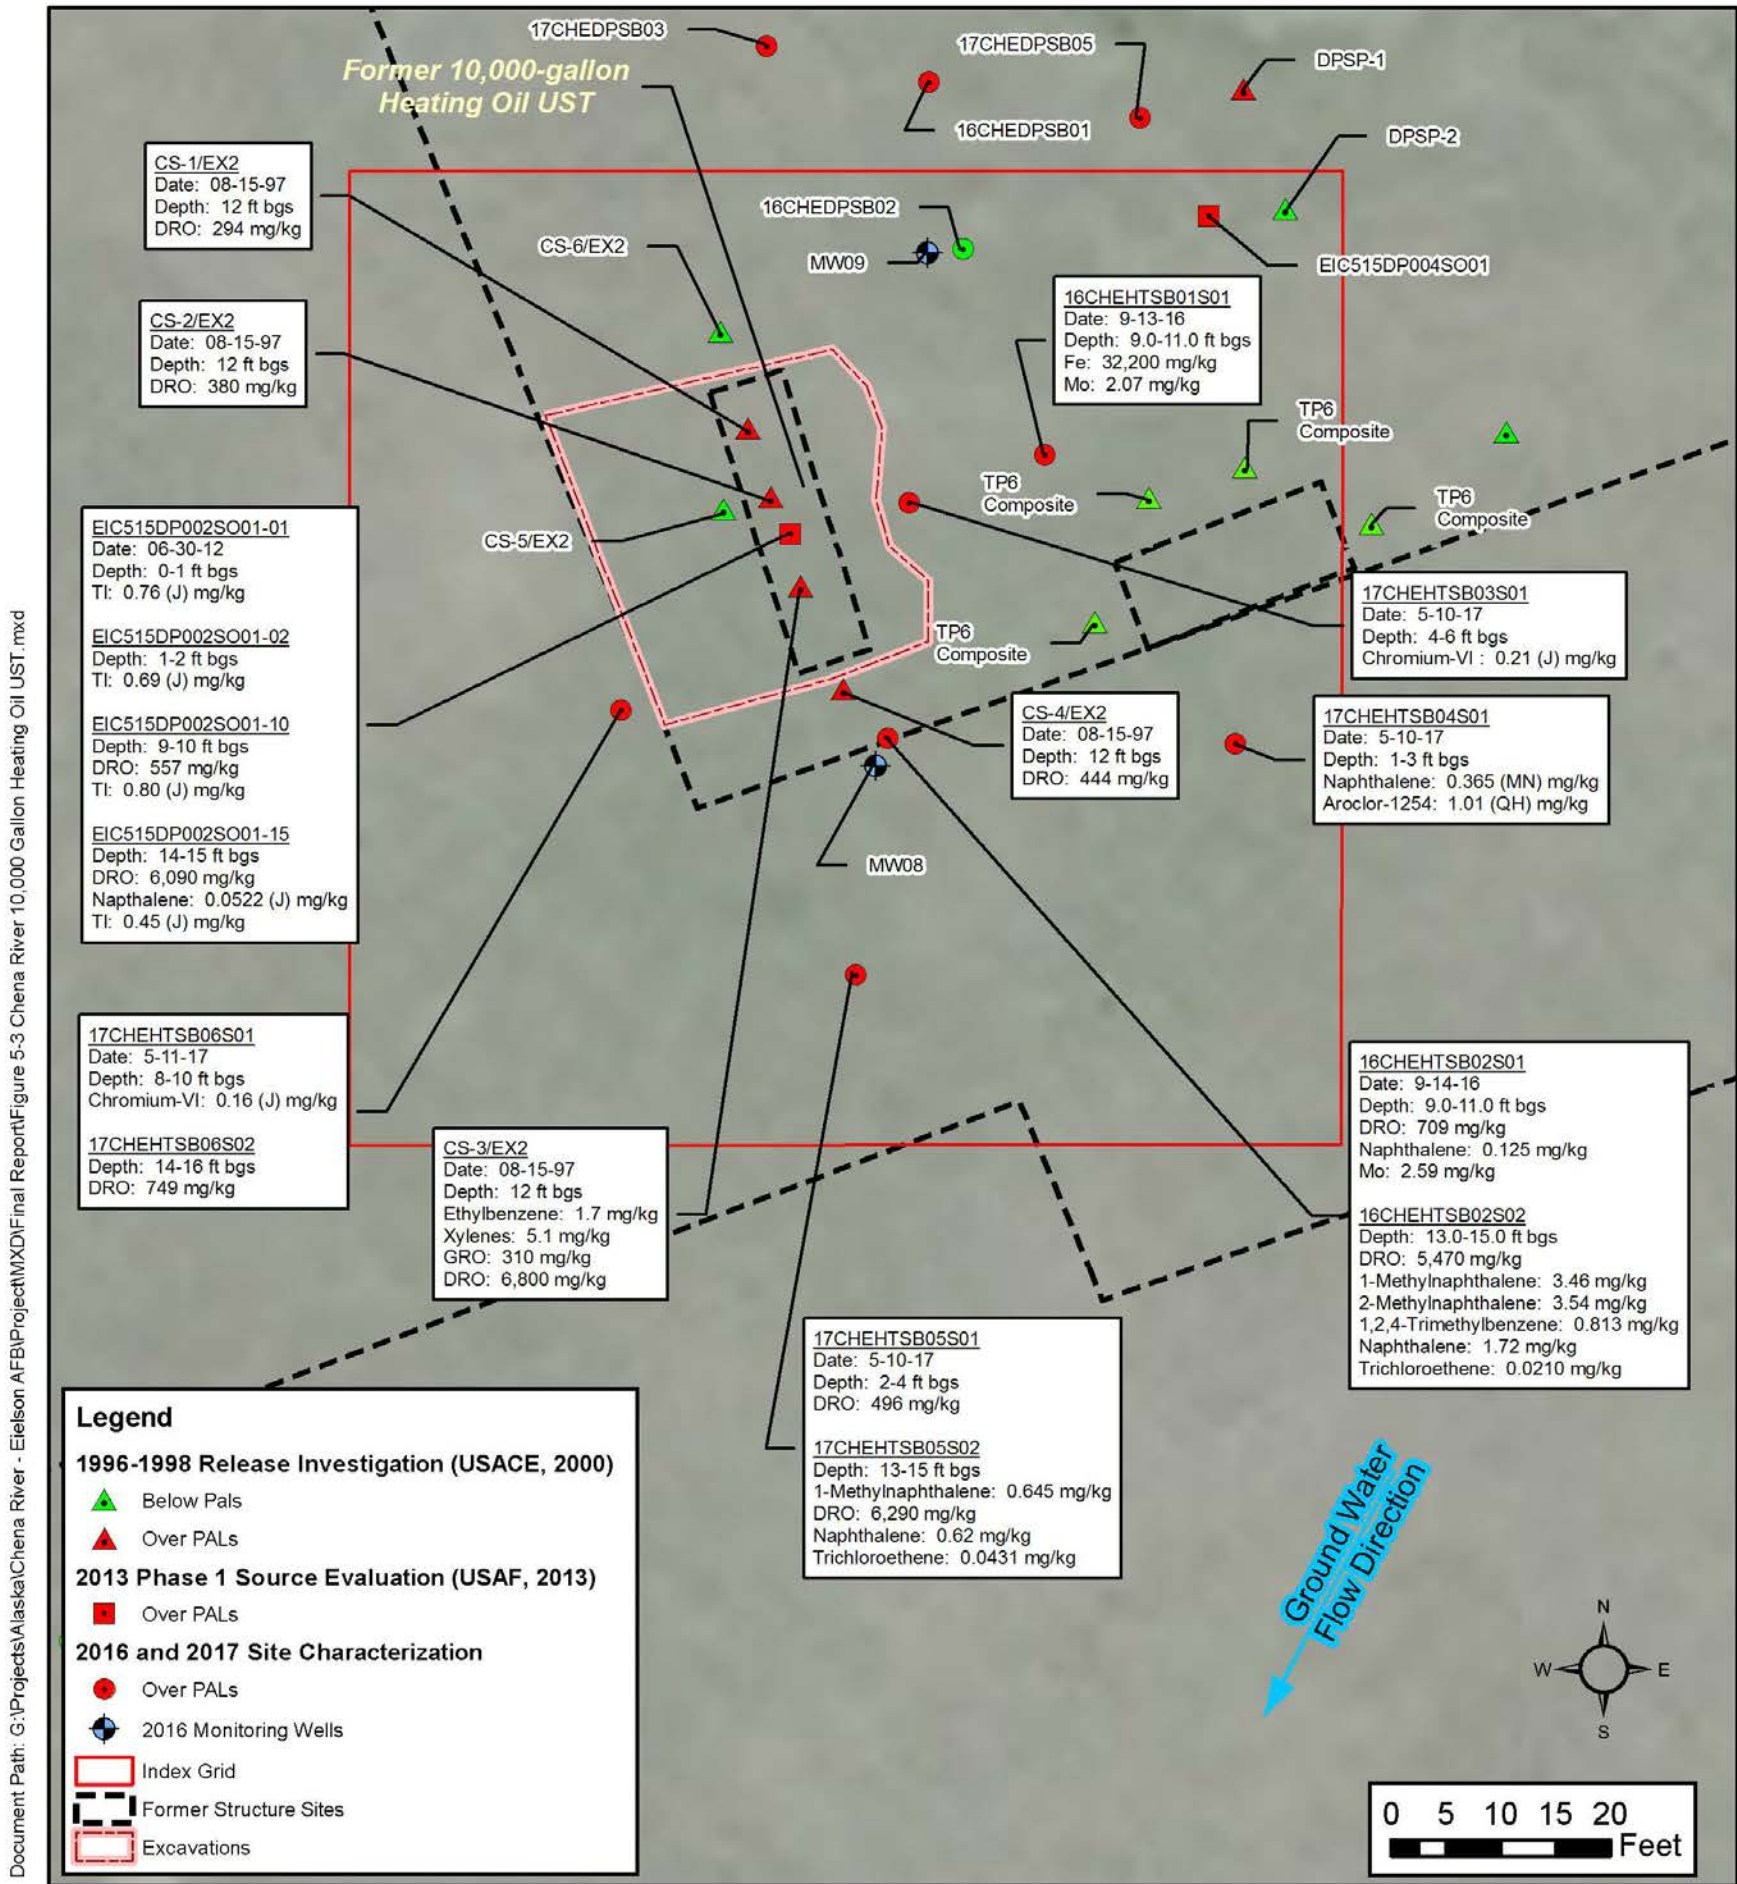 Document Path: G:\Projects\Alaska\Chena River - Eielson AFB\Project\MXD\Final Report\Figure 5-3 Chena River 10,000 Gallon Heating Oil UST.mxd
17CHEDPSB03
Former 10,000-gallon
Heating Oil UST
17CHEDPSB05
16CHEDPSB01
DPSP-1
DPSP-2
CS-1/EX2
Date: 08-15-97
Depth: 12 ft bgs
DRO: 294 mg/kg
16CHEDPSB02
CS-6/EX2
MW09
EIC515DP004SO01
CS-2/EX2
Date: 08-15-97
Depth: 12 ft bgs
DRO: 380 mg/kg
16CHEHTSB01S01
Date: 9-13-16
Depth: 9.0-11.0 ft bgs
Fe: 32,200 mg/kg
Mo: 2.07 mg/kg
TP6
Composite
TP6
Composite
TP6
Composite
CS-5/EX2
EIC515DP002SO01-01
Date: 06-30-12
Depth: 0-1 ft bgs
TI: 0.76 (J) mg/kg
EIC515DP002SO01-02
Depth: 1-2 ft bgs
TI: 0.69 (J) mg/kg
EIC515DP002SO01-10
Depth: 9-10 ft bgs
DRO: 557 mg/kg
TI: 0.80 (J) mg/kg
EIC515DP002SO01-15
Depth: 14-15 ft bgs
DRO: 6,090 mg/kg
Napthalene: 0.0522 (J) mg/kg
TI: 0.45 (J) mg/kg
TP6
Composite
17CHEHTSB03S01
Date: 5-10-17
Depth: 4-6 ft bgs
Chromium-VI : 0.21 (J) mg/kg
CS-4/EX2
Date: 08-15-97
Depth: 12 ft bgs
DRO: 444 mg/kg
17CHEHTSB04S01
Date: 5-10-17
Depth: 1-3 ft bgs
Naphthalene: 0.365 (MN) mg/kg
Aroclor-1254: 1.01 (QH) mg/kg
MW08
17CHEHTSB06S01
Date: 5-11-17
Depth: 8-10 ft bgs
Chromium-VI: 0.16 (J) mg/kg
17CHEHTSB06S02
Depth: 14-16 ft bgs
DRO: 749 mg/kg
CS-3/EX2
Date: 08-15-97
Depth: 12 ft bgs
Ethylbenzene: 1.7 mg/kg
Xylenes: 5.1 mg/kg
GRO: 310 mg/kg
DRO: 6,800 mg/kg
16CHEHTSB02S01
Date: 9-14-16
Depth: 9.0-11.0 ft bgs
DRO: 709 mg/kg
Naphthalene: 0.125 mg/kg
Mo: 2.59 mg/kg
16CHEHTSB02S02
Depth: 13.0-15.0 ft bgs
DRO: 5,470 mg/kg
1-Methylnaphthalene: 3.46 mg/kg
2-Methylnaphthalene: 3.54 mg/kg
1,2,4-Trimethylbenzene: 0.813 mg/kg
Naphthalene: 1.72 mg/kg
Trichloroethene: 0.0210 mg/kg
17CHEHTSB05S01
Date: 5-10-17
Depth: 2-4 ft bgs
DRO: 496 mg/kg
17CHEHTSB05S02
Depth: 13-15 ft bgs
1-Methylnaphthalene: 0.645 mg/kg
DRO: 6,290 mg/kg
Naphthalene: 0.62 mg/kg
Trichloroethene: 0.0431 mg/kg
Legend
1996-1998 Release Investigation (USACE, 2000)
Below Pals
Over PALs
2013 Phase 1 Source Evaluation (USAF, 2013)
Over PALs
2016 and 2017 Site Characterization
Over PALs
2016 Monitoring Wells
Index Grid
Former Structure Sites
Excavations
Ground Water
Flow Direction
N
W
E
S
0 5 10 15 20
Feet